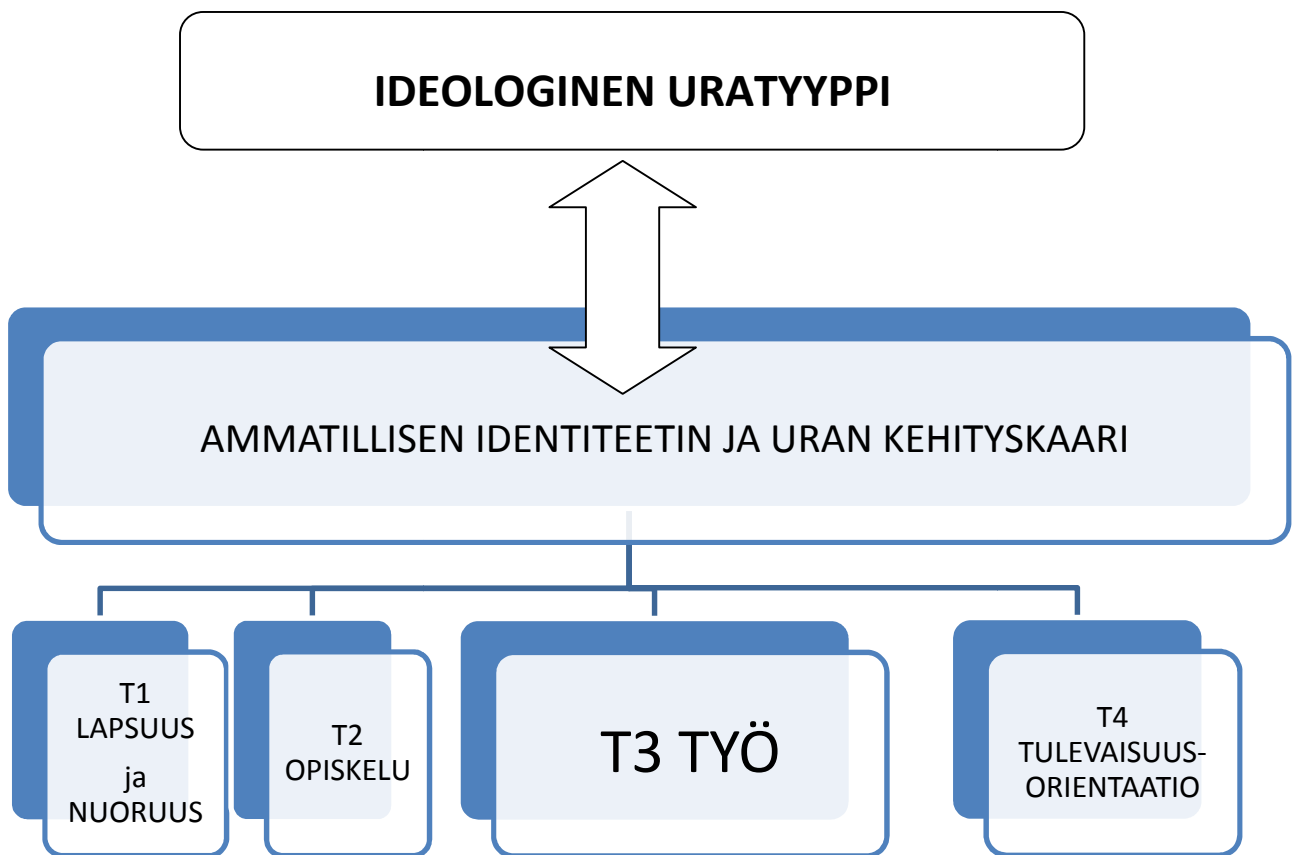 IDEOLOGINEN URATYYPPI
AMMATILLISEN IDENTITEETIN JA URAN KEHITYSKAARI
T1
LAPSUUS
ja
NUORUUS
T2
OPISKELU
T3 TYÖ
T4
TULEVAISUUS-
ORIENTAATIO